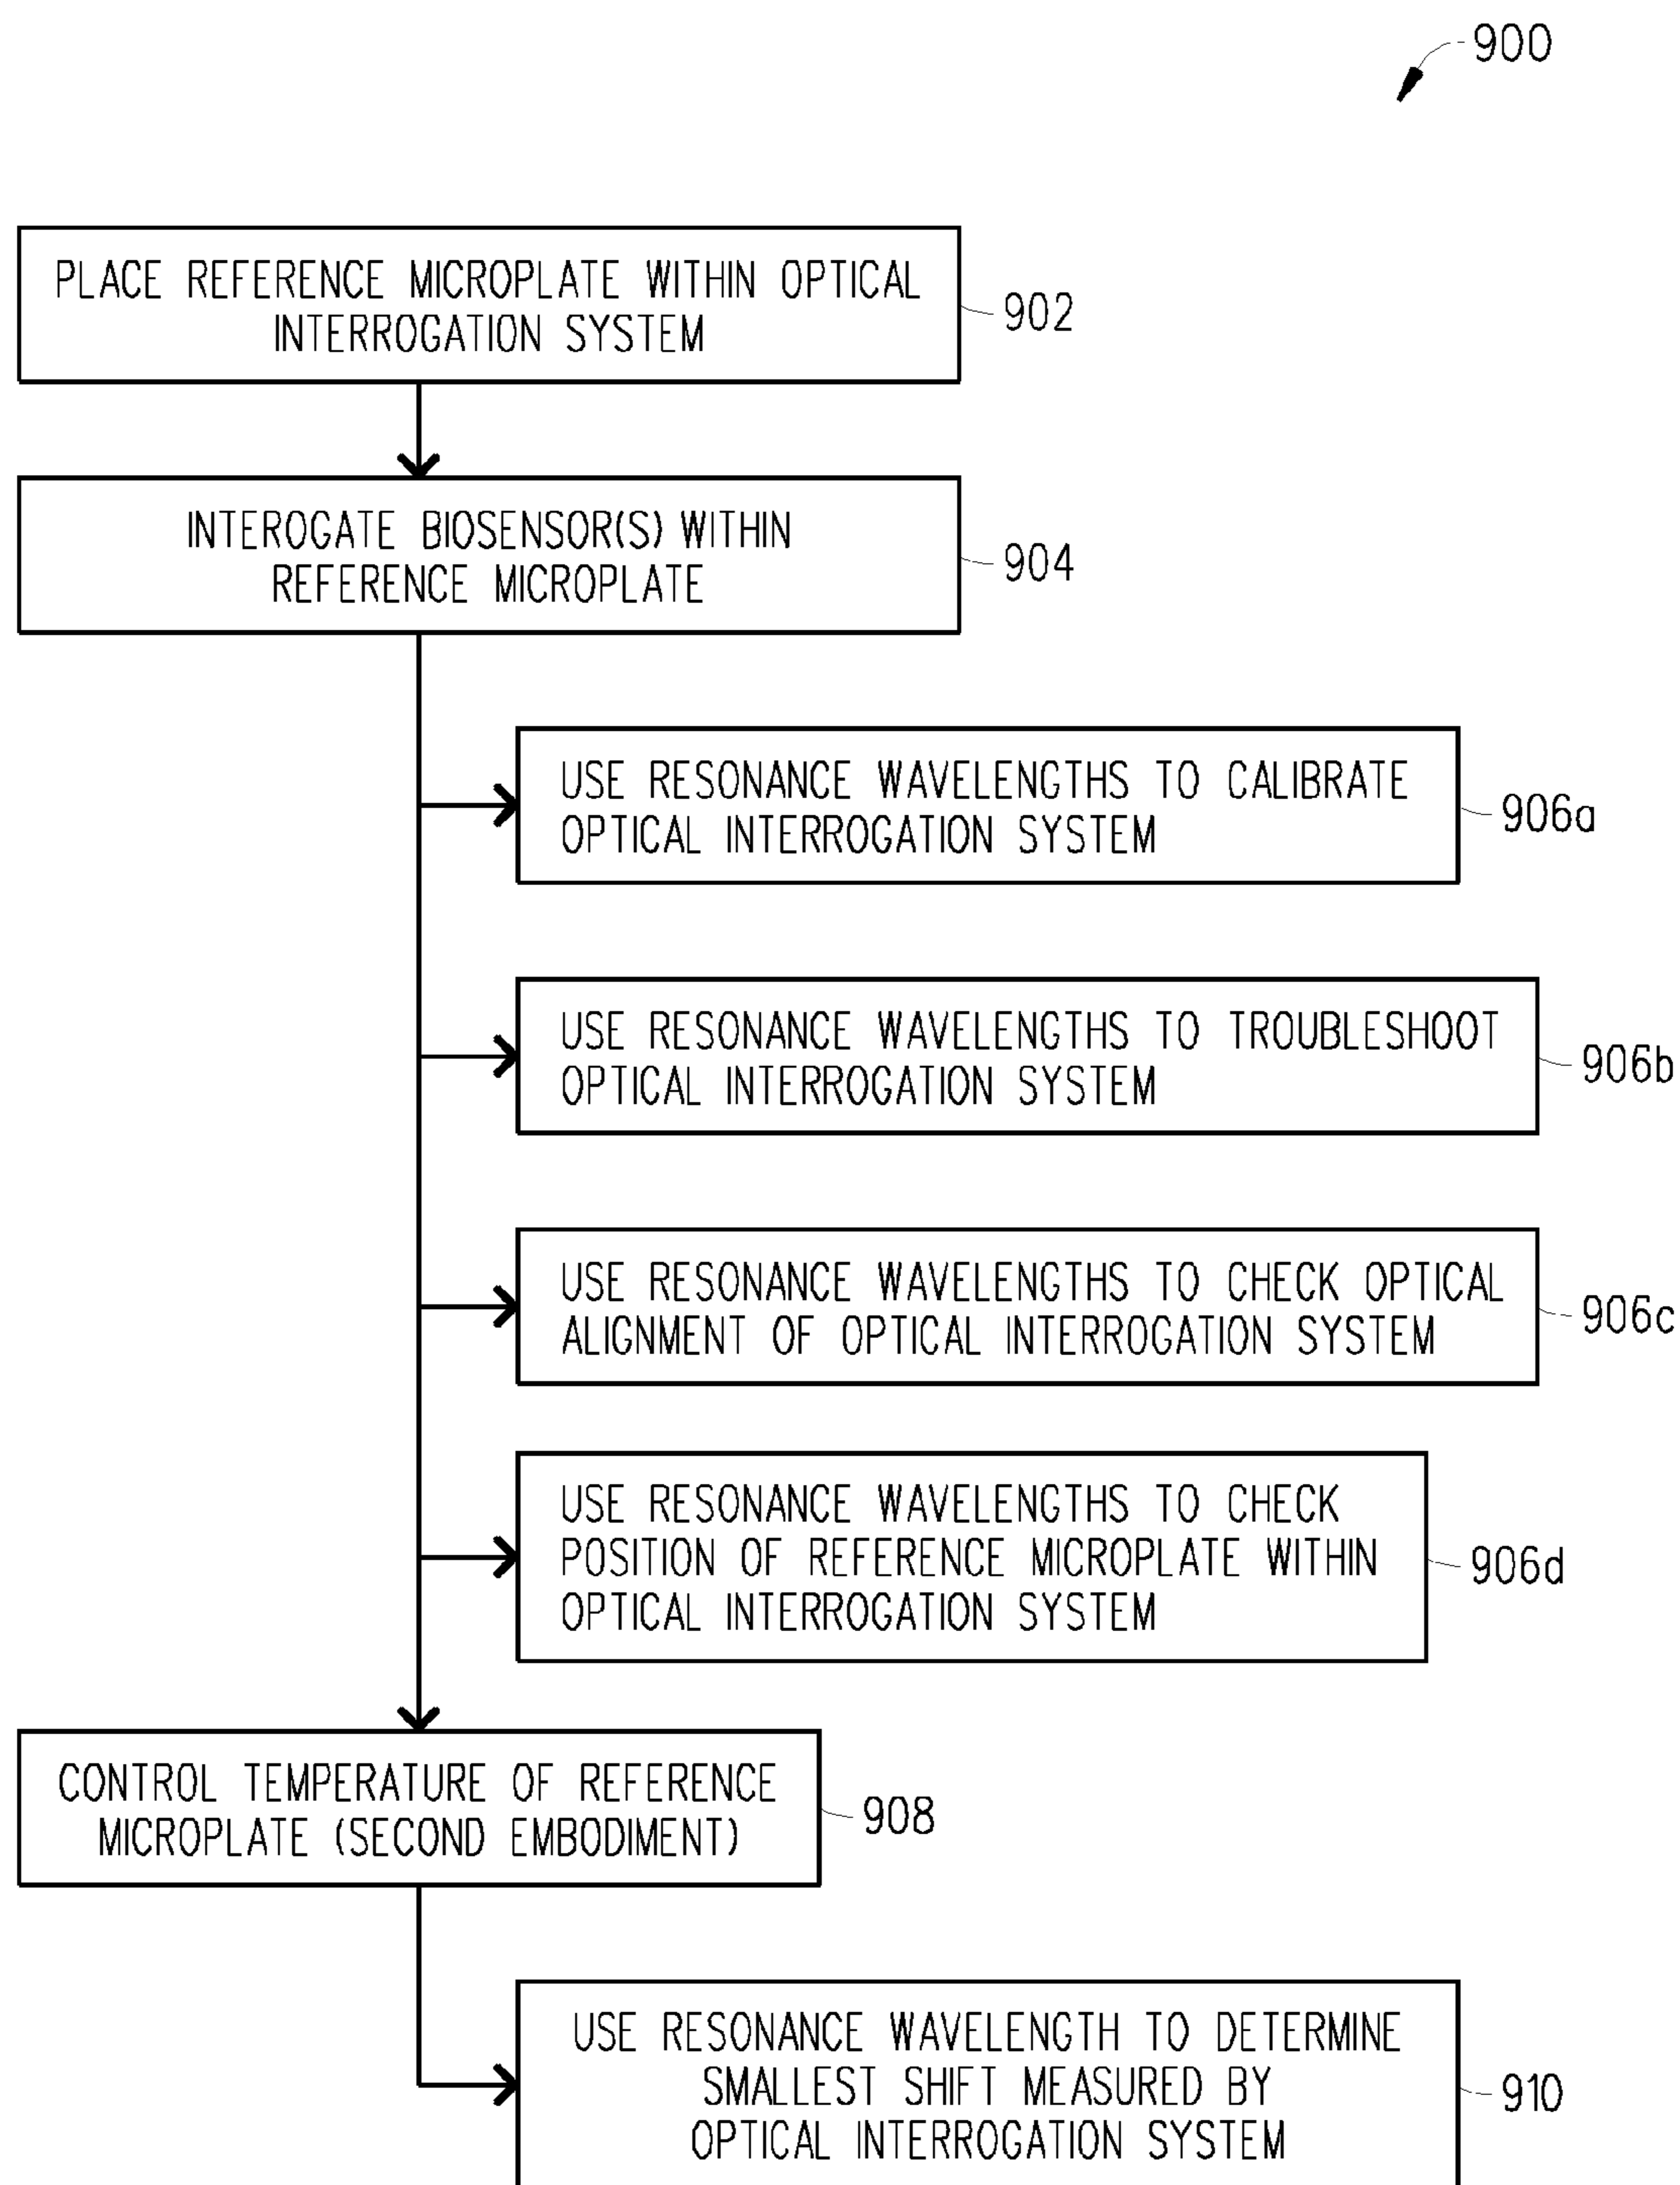 900
PLACE REFERENCE MICROPLATE WITHIN OPTICAL
INTERROGATION SYSTEM
902
INTEROGATE BIOSENSOR(S) WITHIN
REFERENCE MICROPLATE
904
USE RESONANCE WAVELENGTHS TO CALIBRATE
OPTICAL INTERROGATION SYSTEM
906a
USE RESONANCE WAVELENGTHS TO TROUBLESHOOT
OPTICAL INTERROGATION SYSTEM
906b
USE RESONANCE WAVELENGTHS TO CHECK OPTICAL
ALIGNMENT OF OPTICAL INTERROGATION SYSTEM
906c
USE RESONANCE WAVELENGTHS TO CHECK
POSITION OF REFERENCE MICROPLATE WITHIN
OPTICAL INTERROGATION SYSTEM
906d
CONTROL TEMPERATURE OF REFERENCE
MICROPLATE (SECOND EMBODIMENT)
908
USE RESONANCE WAVELENGTH TO DETERMINE
SMALLEST SHIFT MEASURED BY
OPTICAL INTERROGATION SYSTEM
910